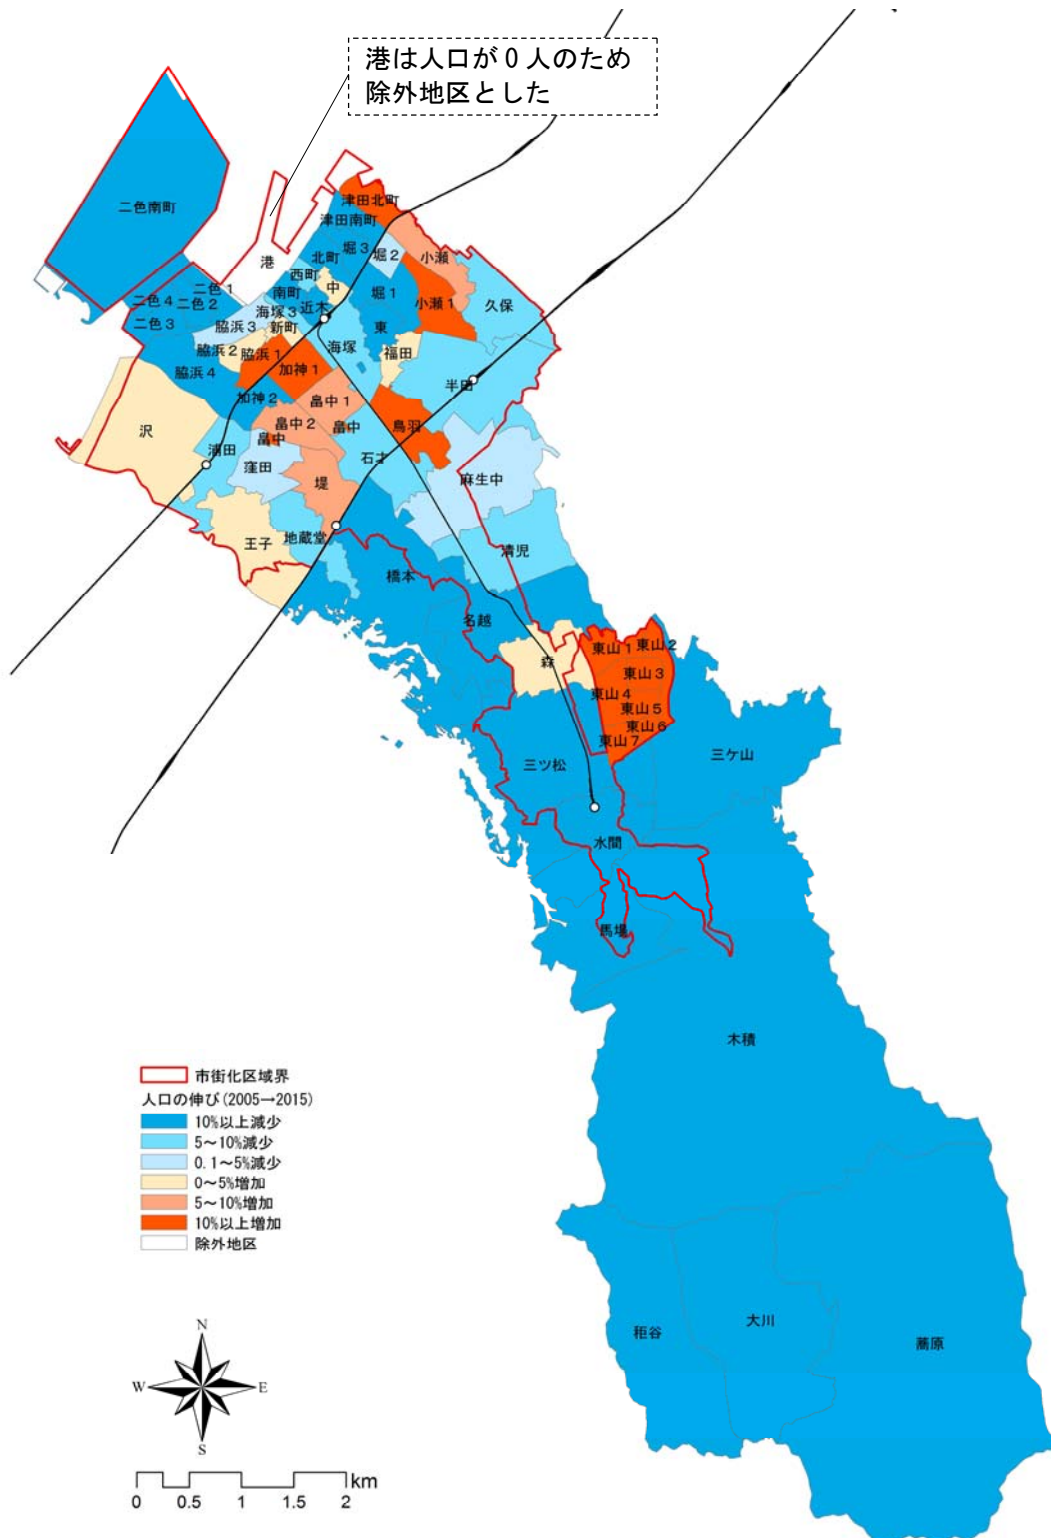 港は人口が0人のため
除外地区とした
二色南町
津田北町
津田南町
港
北町
堀3
堀2
小瀬
西町
中
堀1
小瀬1
久保
二色1
二色4
二色2
二色3
南町
近木
海塚3
新町
東
脇浜3
脇浜2
脇浜1
海塚
福田
脇浜4
加神1
半田
加神2
畠中1
沢
畠中2
畠中
鳥羽
畠中
浦田
窪田
石才
堤
麻生中
王子
地蔵堂
清児
橋本
名越
森
東山1
東山2
東山3
東山4
東山5
東山6
東山7
三ツ松
三ケ山
水間
馬場
木積
秬谷
大川
蕎原
市街化区域界
人口の伸び(2005→2015)
10%以上減少
5～10%減少
0.1～5%減少
0～5%増加
5～10%増加
10%以上増加
除外地区
N
W
E
S
km
0 0.5 1 1.5 2